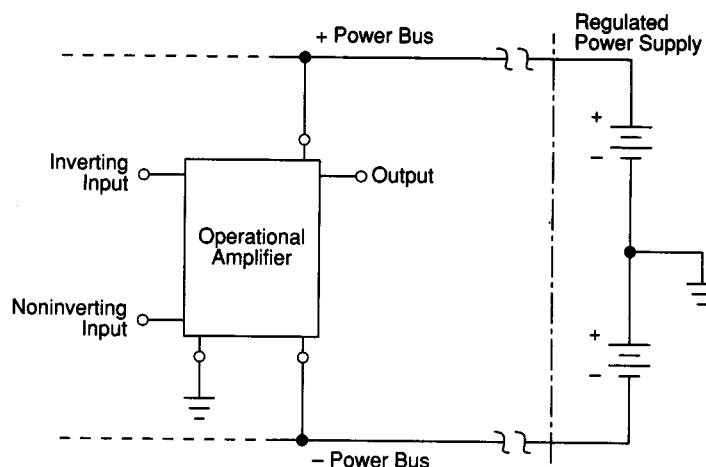 + Power Bus
Regulated
Power Supply
+
–
Inverting
Input
Output
Operational
Amplifier
Noninverting
Input
+
–
– Power Bus